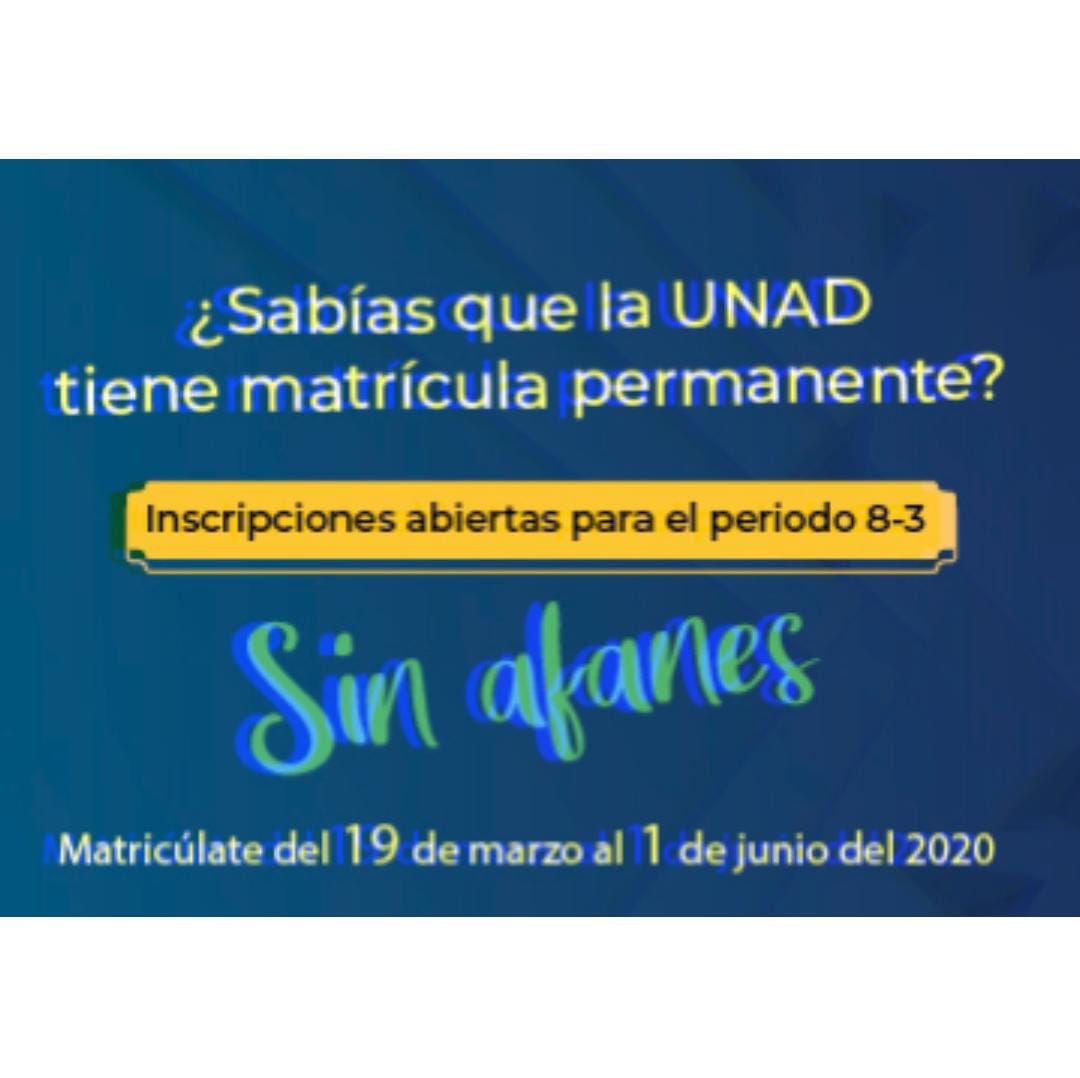 ¿Sabías que la UNAD
tiene matrícula permanente?
Inscripciones abiertas para el periodo 8-3
Sin afanes
Matricúlate del 19 de marzo al 1 de junio del 2020